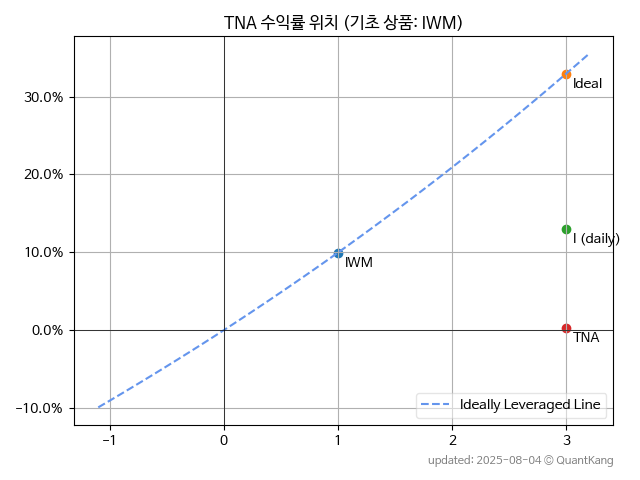 TNA 수익률 위치 (기초 상품: IWM)
30.0%
20.0%
10.0%
0.0%
−10.0%
Ideal
I (daily)
IWM
TNA
Ideally Leveraged Line
−1
0
1
2
3
updated: 2025-08-04 © QuantKang